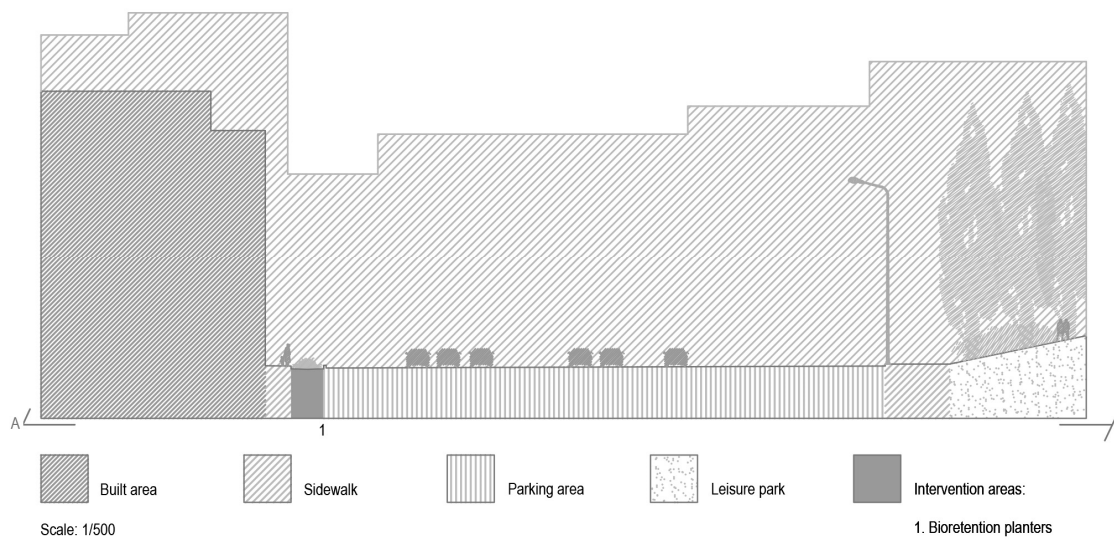 A
1
Built area
Sidewalk
Parking area
Leisure park
Intervention areas:
Scale: 1/500
1. Bioretention planters